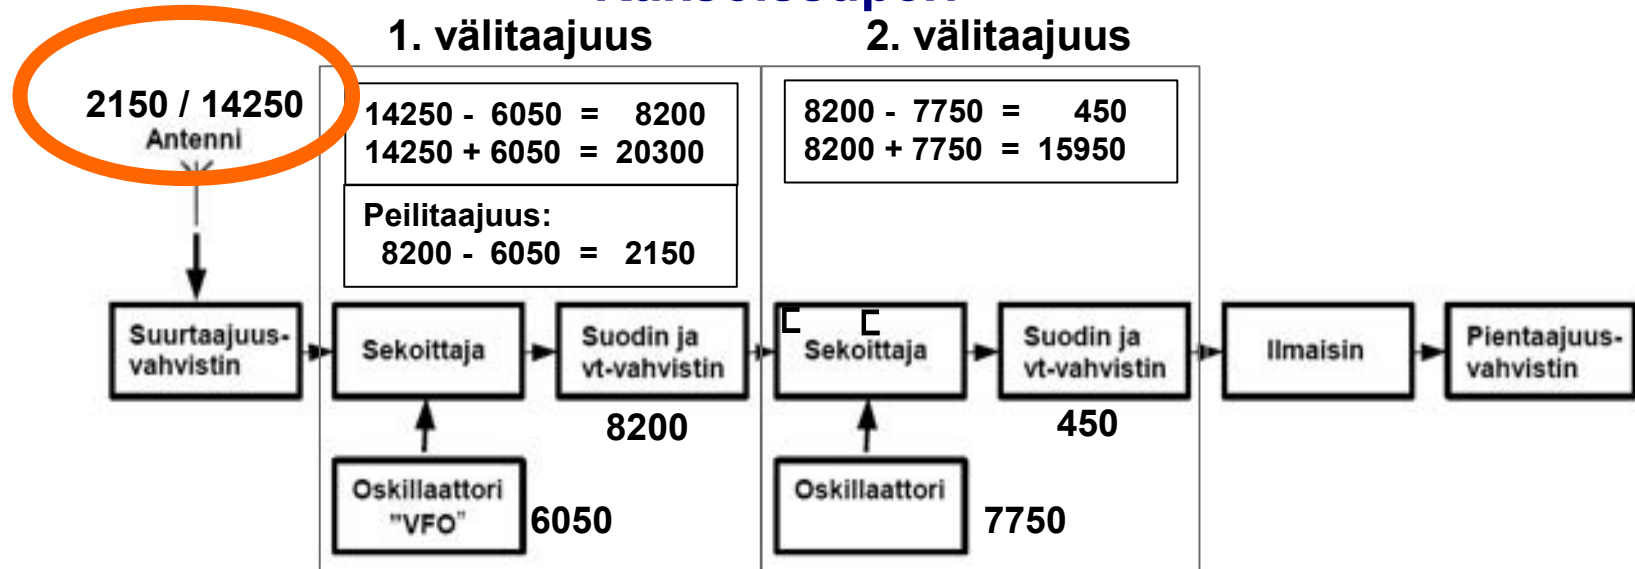 1. välitaajuus
2. välitaajuus
2150 / 14250
Antenni
14250 - 6050 = 8200
14250 + 6050 = 20300
Peilitaajuus:
8200 - 6050 = 2150
8200 - 7750 = 450
8200 + 7750 = 15950
Suurtaajuus-
vahvistin
Sekoittaja
Suodin ja
vt-vahvistin
Sekoittaja
Suodin ja
vt-vahvistin
Ilmaisin
Pientaajuus-
vahvistin
8200
450
Oskillaattori
"VFO"
6050
Oskillaattori
7750